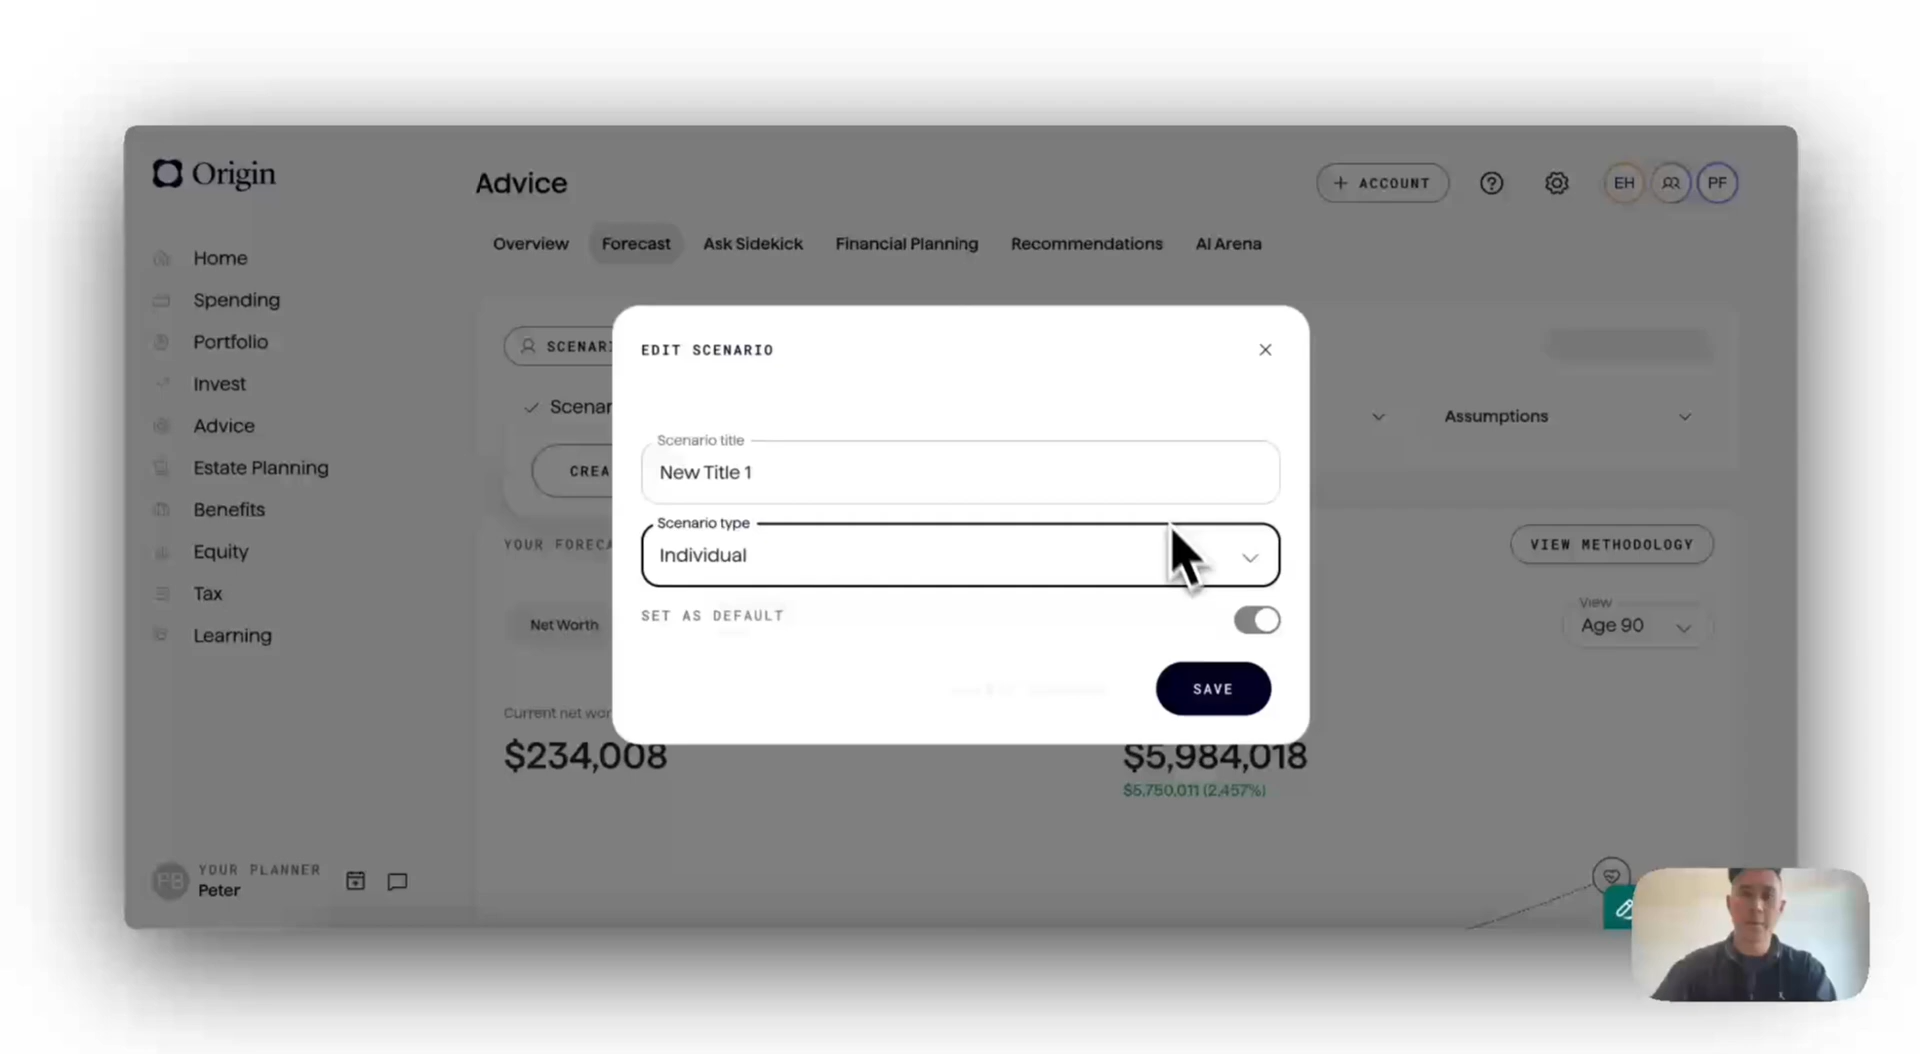 Origin
Advice
+ ACCOUNT
EH
PF
Overview
Forecast
Ask Sidekick
Financial Planning
Recommendations
AI Arena
Home
Spending
Portfolio
Invest
Advice
Estate Planning
Benefits
Equity
Tax
Learning
SCENAR
Scenar
CREA
Assumptions
YOUR FORECA
VIEW METHODOLOGY
Net Worth
View
Age 90
Current net wor
$234,008
$5,984,018
$5,750,011 (2,457%)
EDIT SCENARIO
Scenario title
New Title 1
Scenario type
Individual
SET AS DEFAULT
SAVE
YOUR PLANNER
PB
Peter